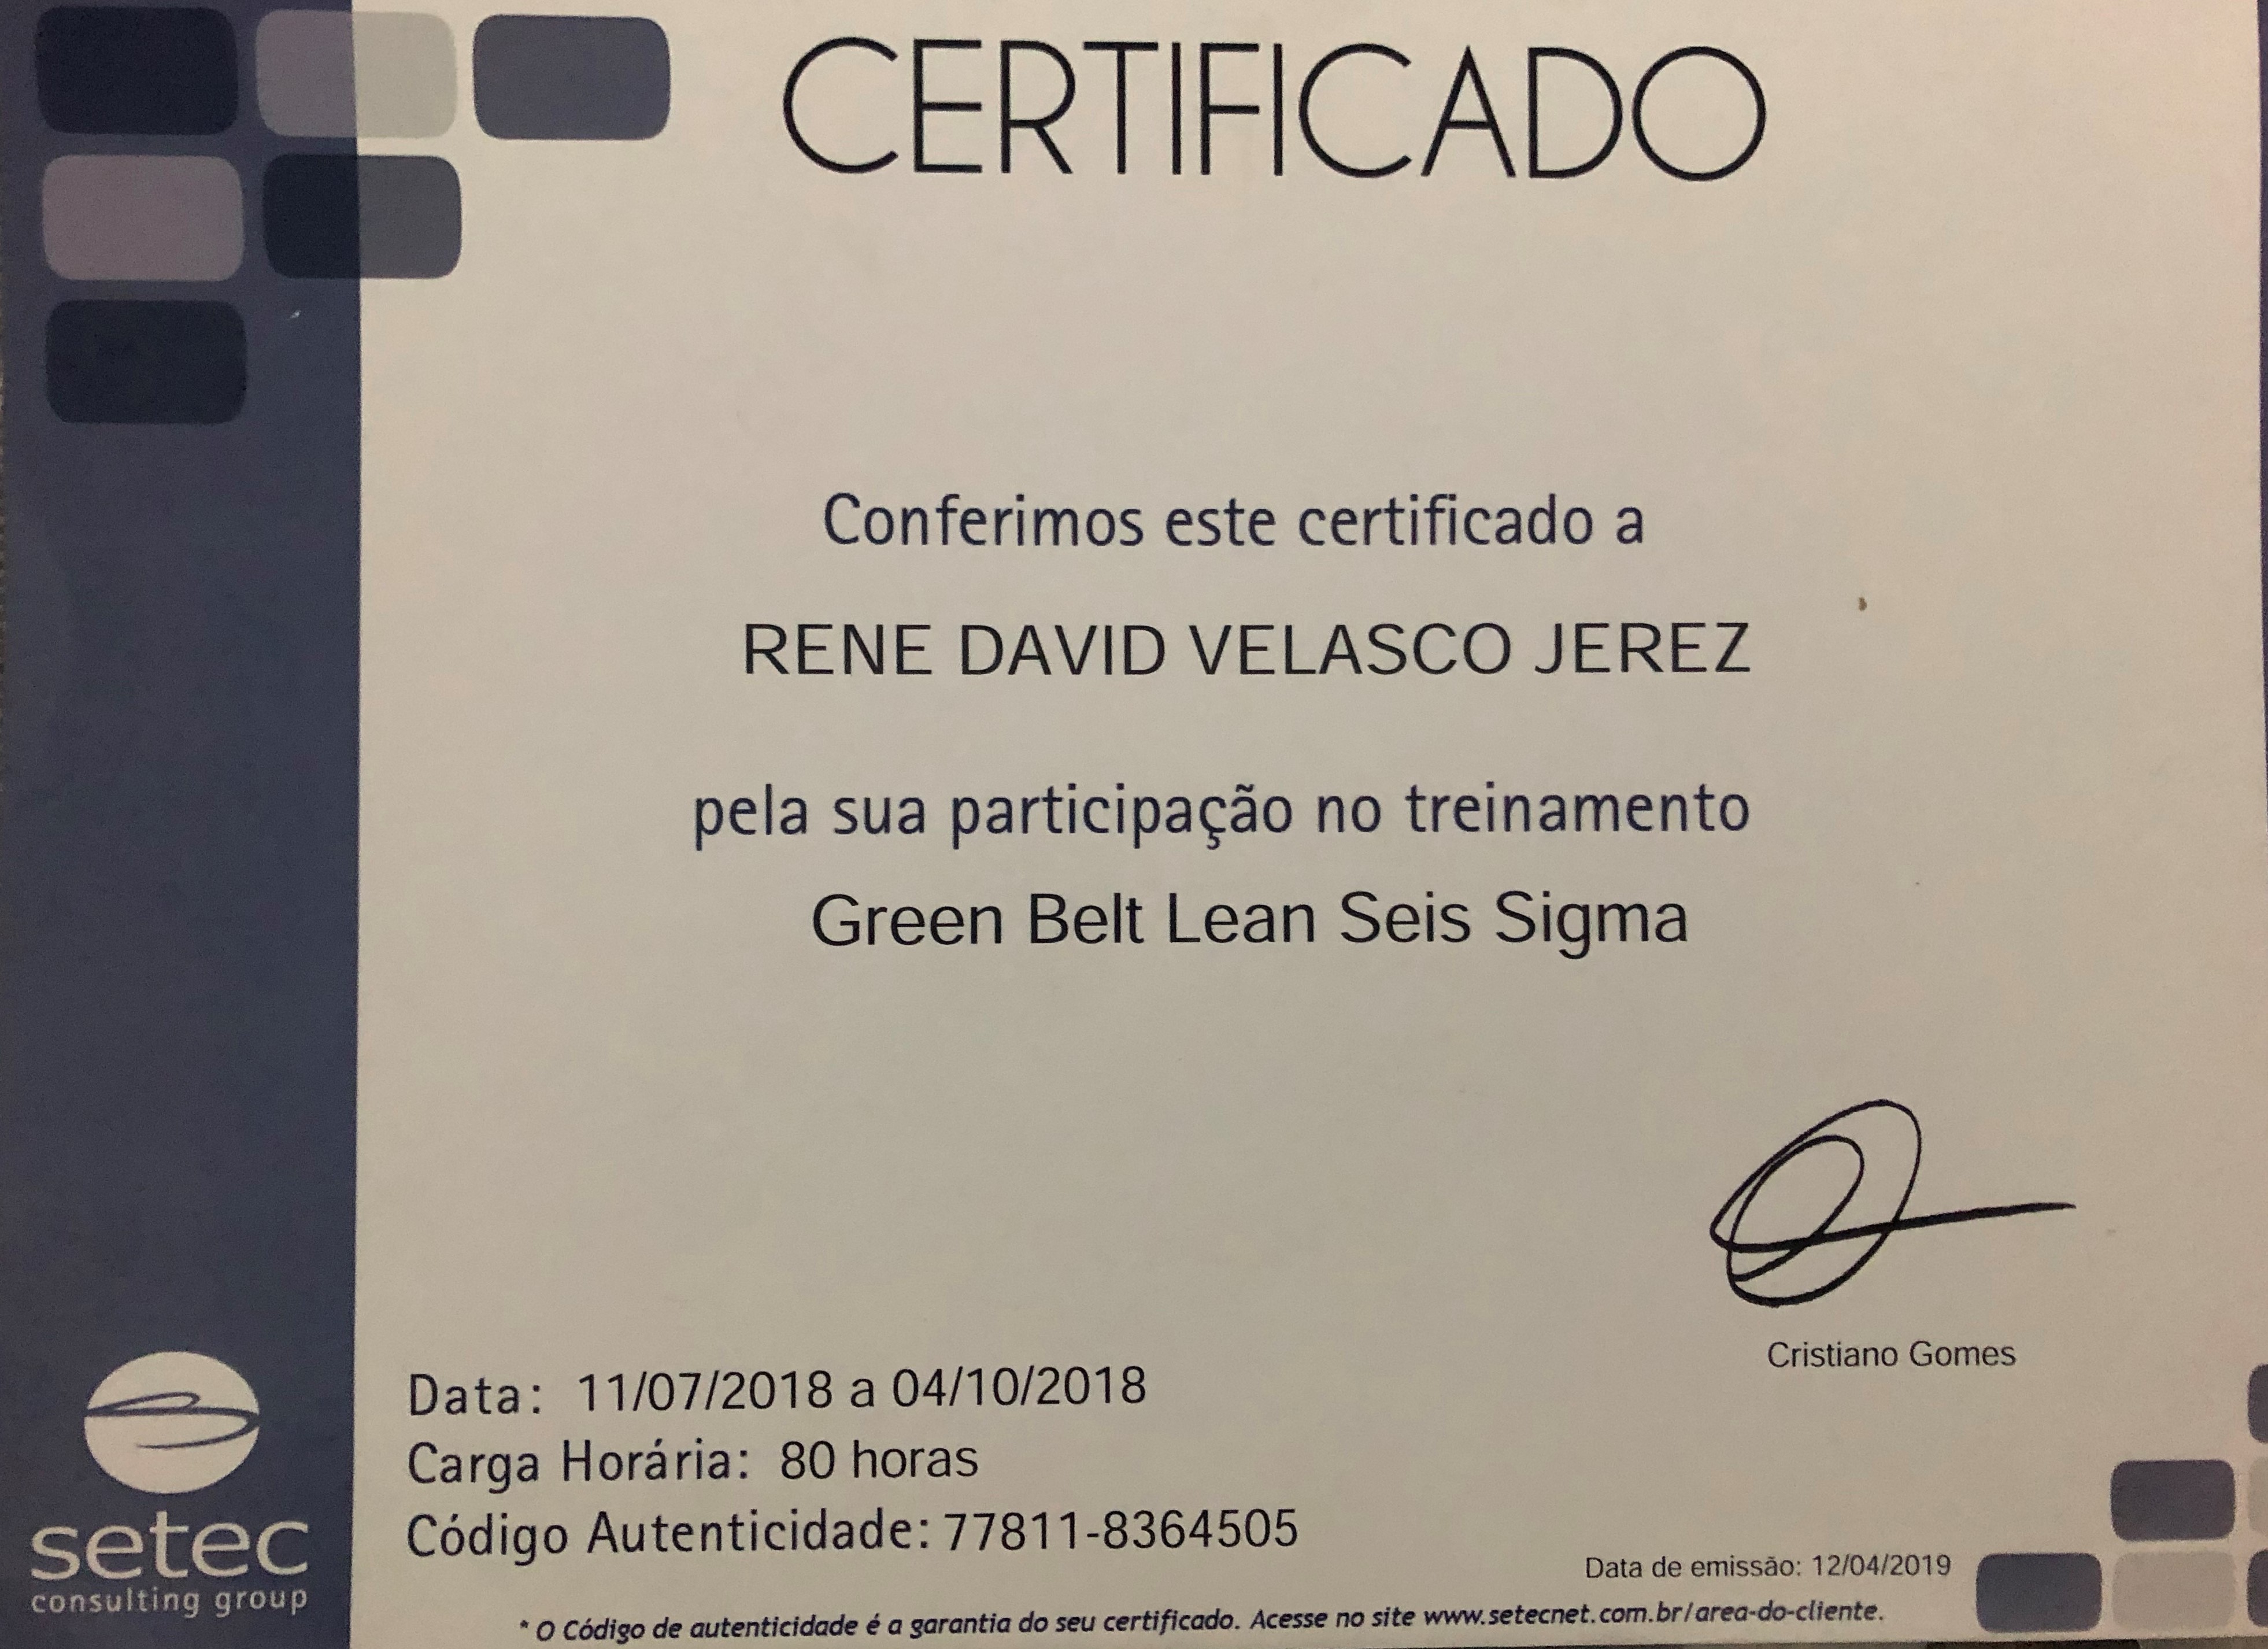 CERTIFICADO
Conferimos este certificado a
RENE DAVID VELASCO JEREZ
pela sua participação no treinamento
Green Belt Lean Seis Sigma
Cristiano Gomes
Data: 11/07/2018 a 04/10/2018
Carga Horária: 80 horas
Código Autenticidade: 77811-8364505
setec
consulting group
Data de emissão: 12/04/2019
* O Código de autenticidade é a garantia do seu certificado. Acesse no site www.setecnet.com.br/area-do-cliente.